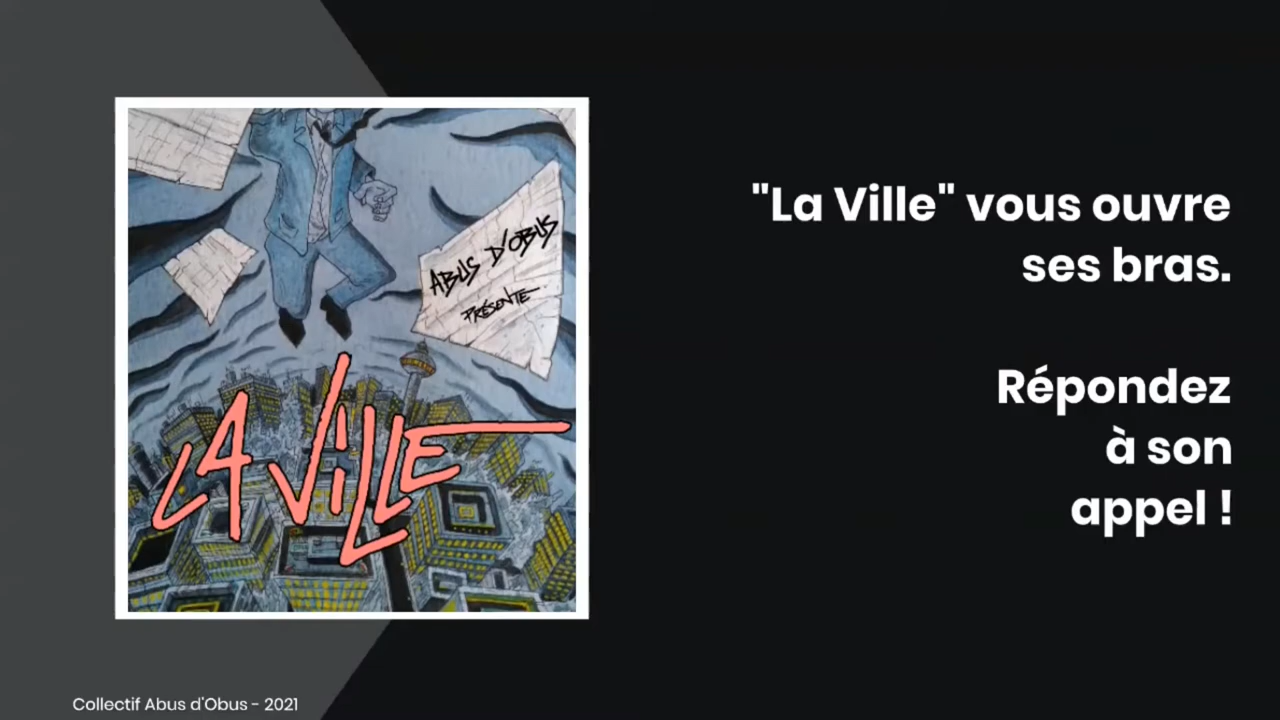 ABUS D'OBUS
PRÉSENTE
LA VILLE
"La Ville" vous ouvre
ses bras.
Répondez
à son
appel !
Collectif Abus d'Obus - 2021